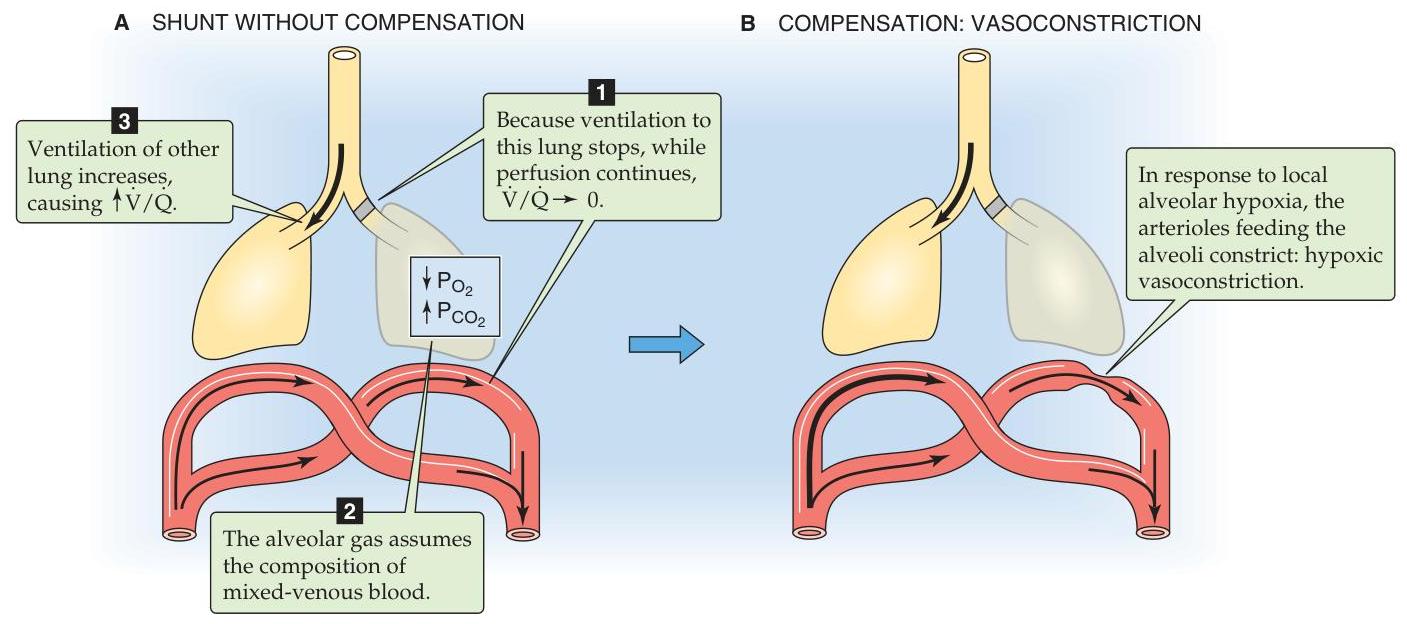 A SHUNT WITHOUT COMPENSATION
3
Ventilation of other
lung increases,
causing ↑V̇/Q̇.
1
Because ventilation to
this lung stops, while
perfusion continues,
V̇/Q̇ → 0.
↓ PO2
↑ PCO2
2
The alveolar gas assumes
the composition of
mixed-venous blood.
B COMPENSATION: VASOCONSTRICTION
In response to local
alveolar hypoxia, the
arterioles feeding the
alveoli constrict: hypoxic
vasoconstriction.